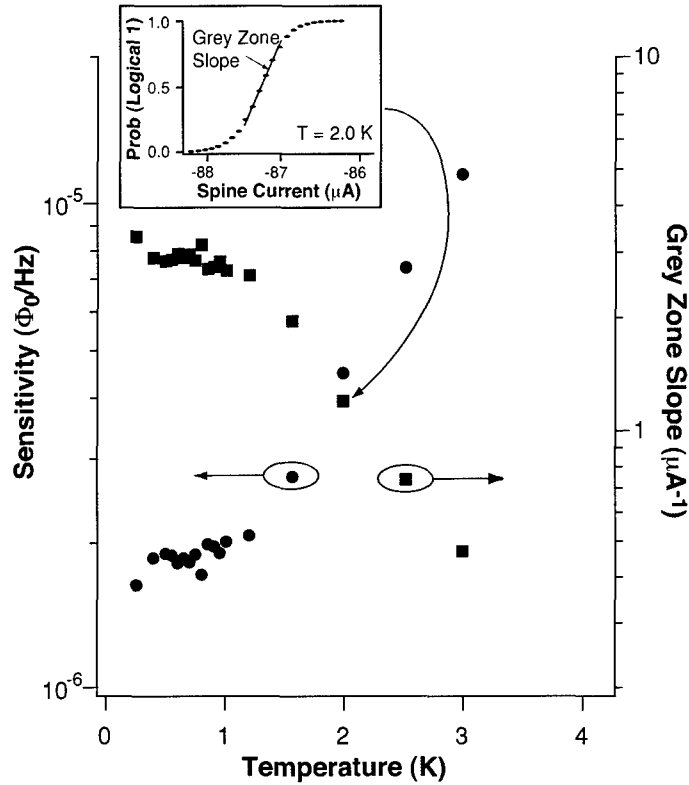 Prob (Logical 1)
1.0
0.5
0.0
Grey Zone
Slope
T = 2.0 K
-88
-87
-86
Spine Current (μA)
Sensitivity (Φ₀/Hz)
10⁻⁵
10⁻⁶
10
1
Grey Zone Slope (μA⁻¹)
0
1
2
3
4
Temperature (K)